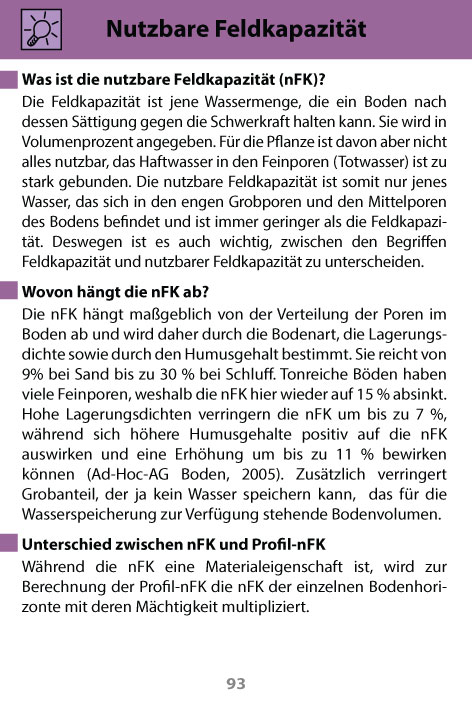 Nutzbare Feldkapazität
Was ist die nutzbare Feldkapazität (nFK)?
Die Feldkapazität ist jene Wassermenge, die ein Boden nach
dessen Sättigung gegen die Schwerkraft halten kann. Sie wird in
Volumenprozent angegeben. Für die Pflanze ist davon aber nicht
alles nutzbar, das Haftwasser in den Feinporen (Totwasser) ist zu
stark gebunden. Die nutzbare Feldkapazität ist somit nur jenes
Wasser, das sich in den engen Grobporen und den Mittelporen
des Bodens befindet und ist immer geringer als die Feldkapazi-
tät. Deswegen ist es auch wichtig, zwischen den Begriffen
Feldkapazität und nutzbarer Feldkapazität zu unterscheiden.
Wovon hängt die nFK ab?
Die nFK hängt maßgeblich von der Verteilung der Poren im
Boden ab und wird daher durch die Bodenart, die Lagerungs-
dichte sowie durch den Humusgehalt bestimmt. Sie reicht von
9% bei Sand bis zu 30 % bei Schluff. Tonreiche Böden haben
viele Feinporen, weshalb die nFK hier wieder auf 15 % absinkt.
Hohe Lagerungsdichten verringern die nFK um bis zu 7 %,
während sich höhere Humusgehalte positiv auf die nFK
auswirken und eine Erhöhung um bis zu 11 % bewirken
können (Ad-Hoc-AG Boden, 2005). Zusätzlich verringert
Grobanteil, der ja kein Wasser speichern kann, das für die
Wasserspeicherung zur Verfügung stehende Bodenvolumen.
Unterschied zwischen nFK und Profil-nFK
Während die nFK eine Materialeigenschaft ist, wird zur
Berechnung der Profil-nFK die nFK der einzelnen Bodenhori-
zonte mit deren Mächtigkeit multipliziert.
93